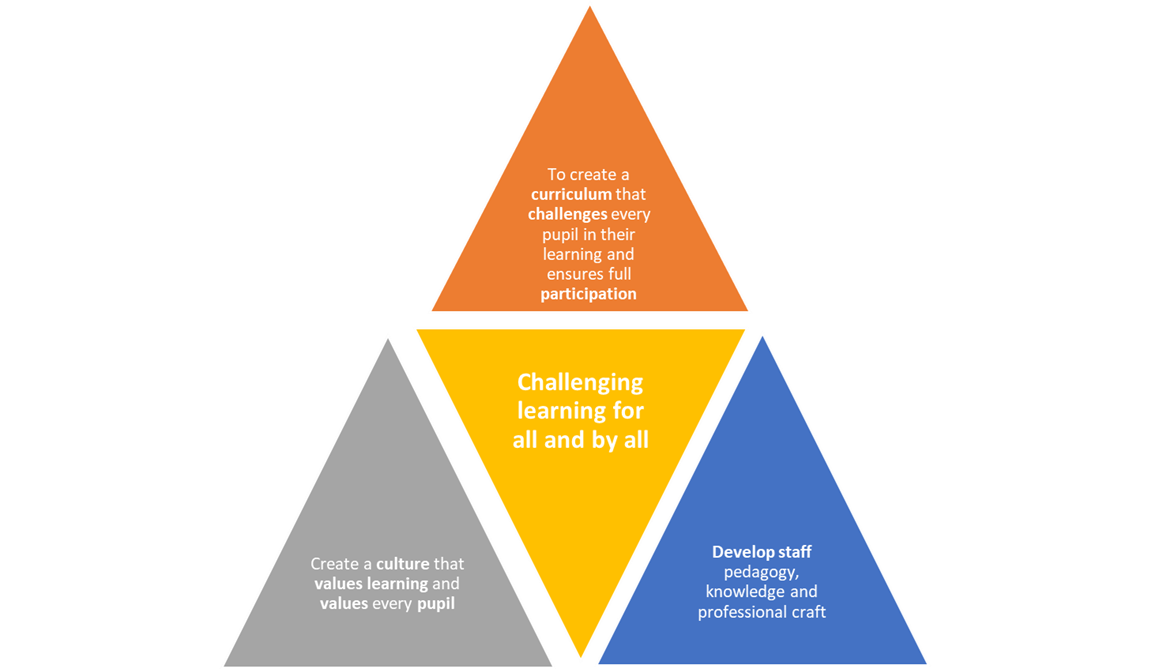 To create a
curriculum that
challenges every
pupil in their
learning and
ensures full
participation
Challenging
learning for
all and by all
Create a culture that
values learning and
values every pupil
Develop staff
pedagogy,
knowledge and
professional craft